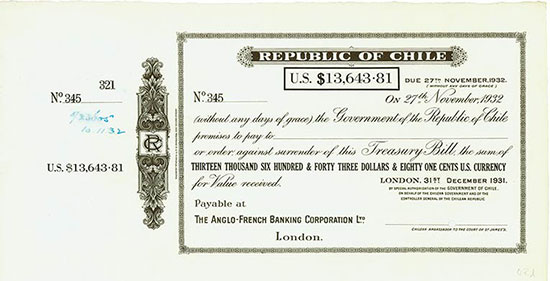 321
Nº 345
U.S. $13,643·81
REPUBLIC OF CHILE
U.S. $13,643·81
DUE 27TH NOVEMBER, 1932.
(WITHOUT ANY DAYS OF GRACE)
Nº 345
On 27th November, 1932
(without any days of grace) the Government of the Republic of Chile
promises to pay to
or order, against surrender of this Treasury Bill, the sum of
THIRTEEN THOUSAND SIX HUNDRED & FORTY THREE DOLLARS & EIGHTY ONE CENTS U.S. CURRENCY
for Value received.
LONDON, 31ST DECEMBER 1931.
BY SPECIAL AUTHORISATION OF THE GOVERNMENT OF CHILE.
ON BEHALF OF THE CHILEAN GOVERNMENT AND OF THE
CONTROLLER GENERAL OF THE CHILEAN REPUBLIC.
Payable at
THE ANGLO-FRENCH BANKING CORPORATION LTD
London.
CHILEAN AMBASSADOR TO THE COURT OF ST JAMES'S.